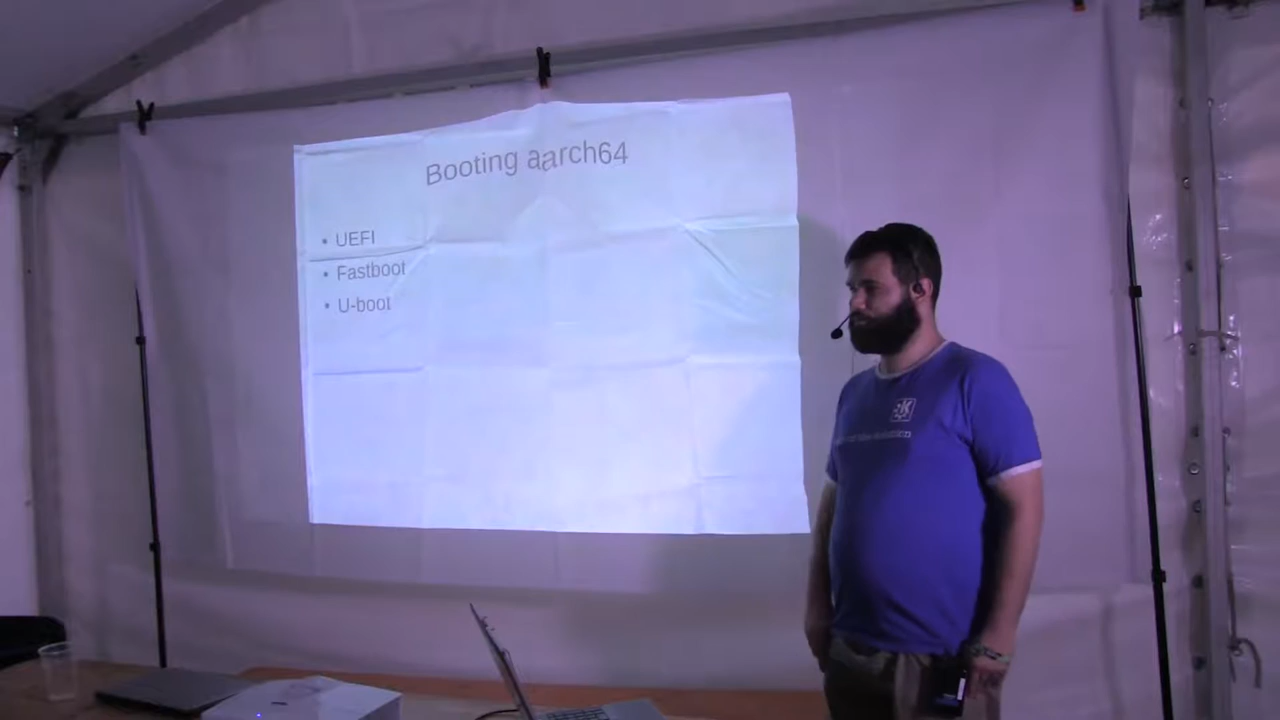 Booting aarch64
• UEFI
• Fastboot
• U-boot
K